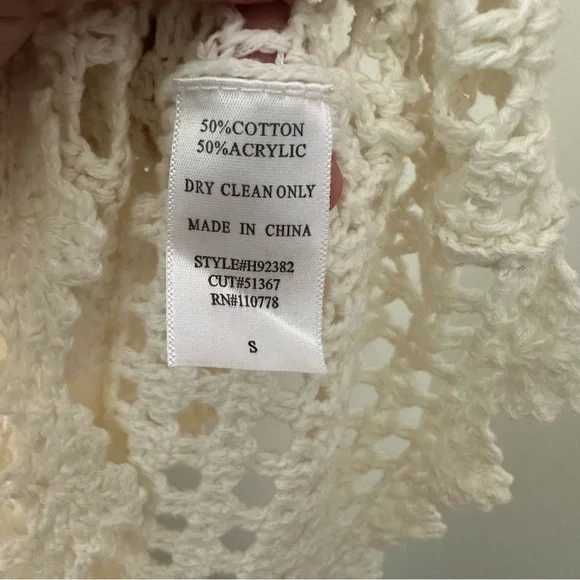 50%COTTON
50%ACRYLIC
DRY CLEAN ONLY
MADE IN CHINA
STYLE#H92382
CUT#51367
RN#110778
S